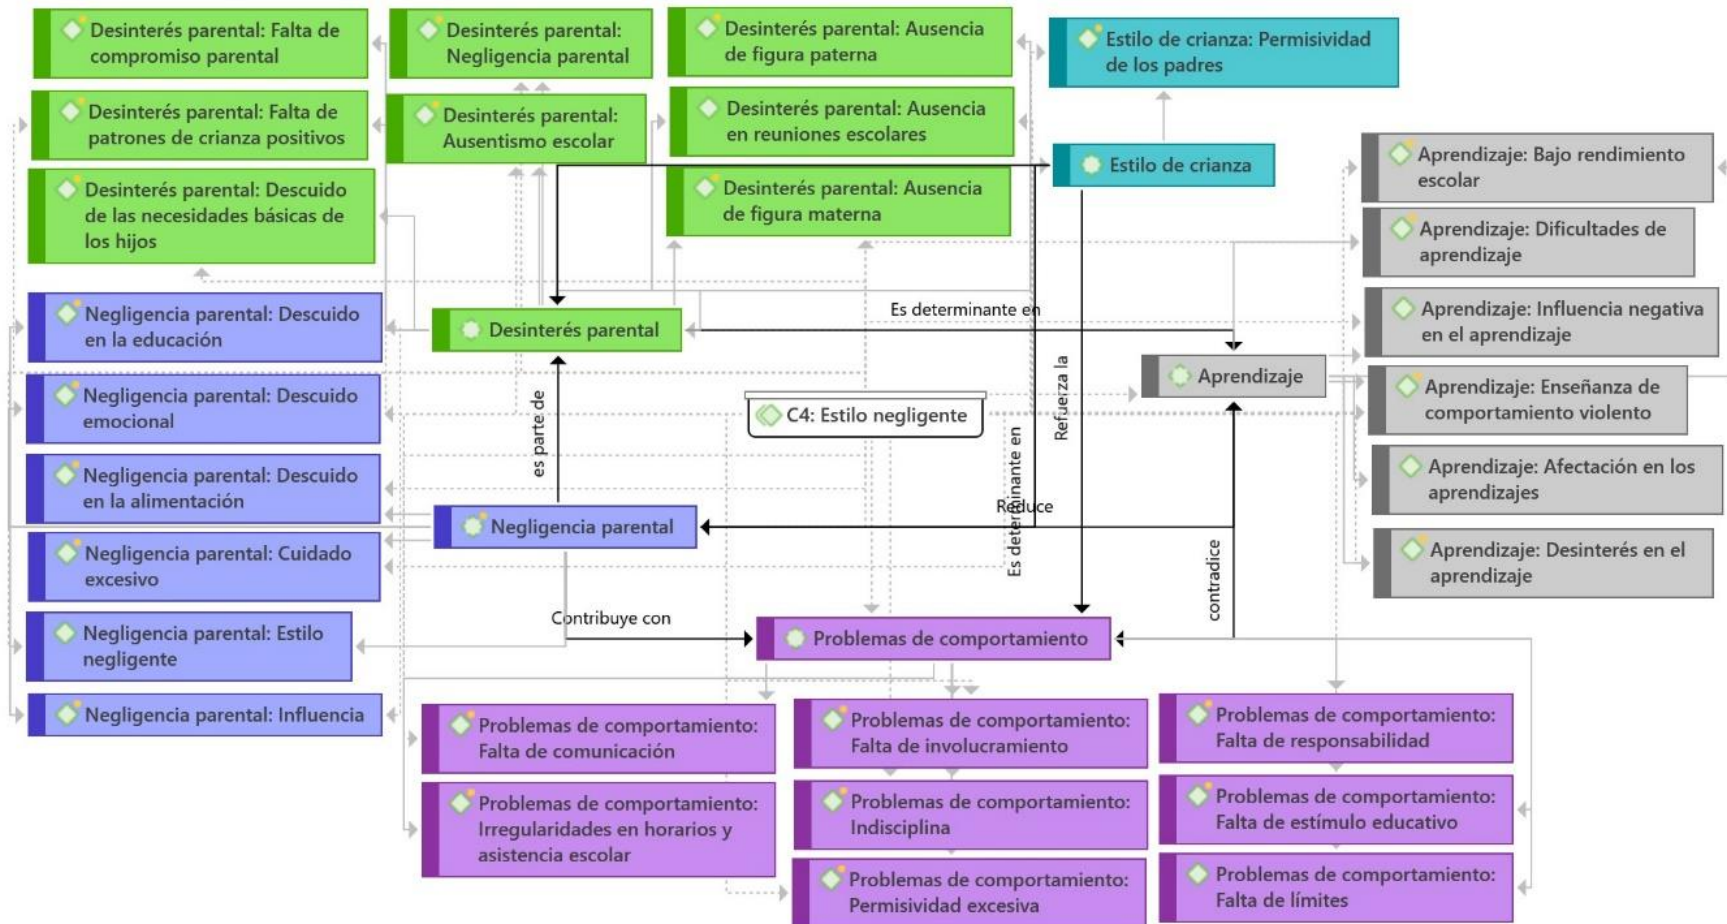 Desinterés parental: Falta de
compromiso parental
Desinterés parental:
Negligencia parental
Desinterés parental: Ausencia
de figura paterna
Estilo de crianza: Permisividad
de los padres
Desinterés parental: Falta de
patrones de crianza positivos
Desinterés parental:
Ausentismo escolar
Desinterés parental: Ausencia
en reuniones escolares
Estilo de crianza
Aprendizaje: Bajo rendimiento
escolar
Desinterés parental: Descuido
de las necesidades básicas de
los hijos
Desinterés parental: Ausencia
de figura materna
Aprendizaje: Dificultades de
aprendizaje
Negligencia parental: Descuido
en la educación
Desinterés parental
Es determinante en
Aprendizaje: Influencia negativa
en el aprendizaje
Refuerza la
Aprendizaje
Negligencia parental: Descuido
emocional
es parte de
C4: Estilo negligente
Aprendizaje: Enseñanza de
comportamiento violento
Negligencia parental: Descuido
en la alimentación
Aprendizaje: Afectación en los
aprendizajes
Negligencia parental
Reduce
Es determinante en
contradice
Negligencia parental: Cuidado
excesivo
Aprendizaje: Desinterés en el
aprendizaje
Negligencia parental: Estilo
negligente
Contribuye con
Problemas de comportamiento
Negligencia parental: Influencia
Problemas de comportamiento:
Falta de comunicación
Problemas de comportamiento:
Falta de involucramiento
Problemas de comportamiento:
Falta de responsabilidad
Problemas de comportamiento:
Irregularidades en horarios y
asistencia escolar
Problemas de comportamiento:
Indisciplina
Problemas de comportamiento:
Falta de estímulo educativo
Problemas de comportamiento:
Permisividad excesiva
Problemas de comportamiento:
Falta de límites